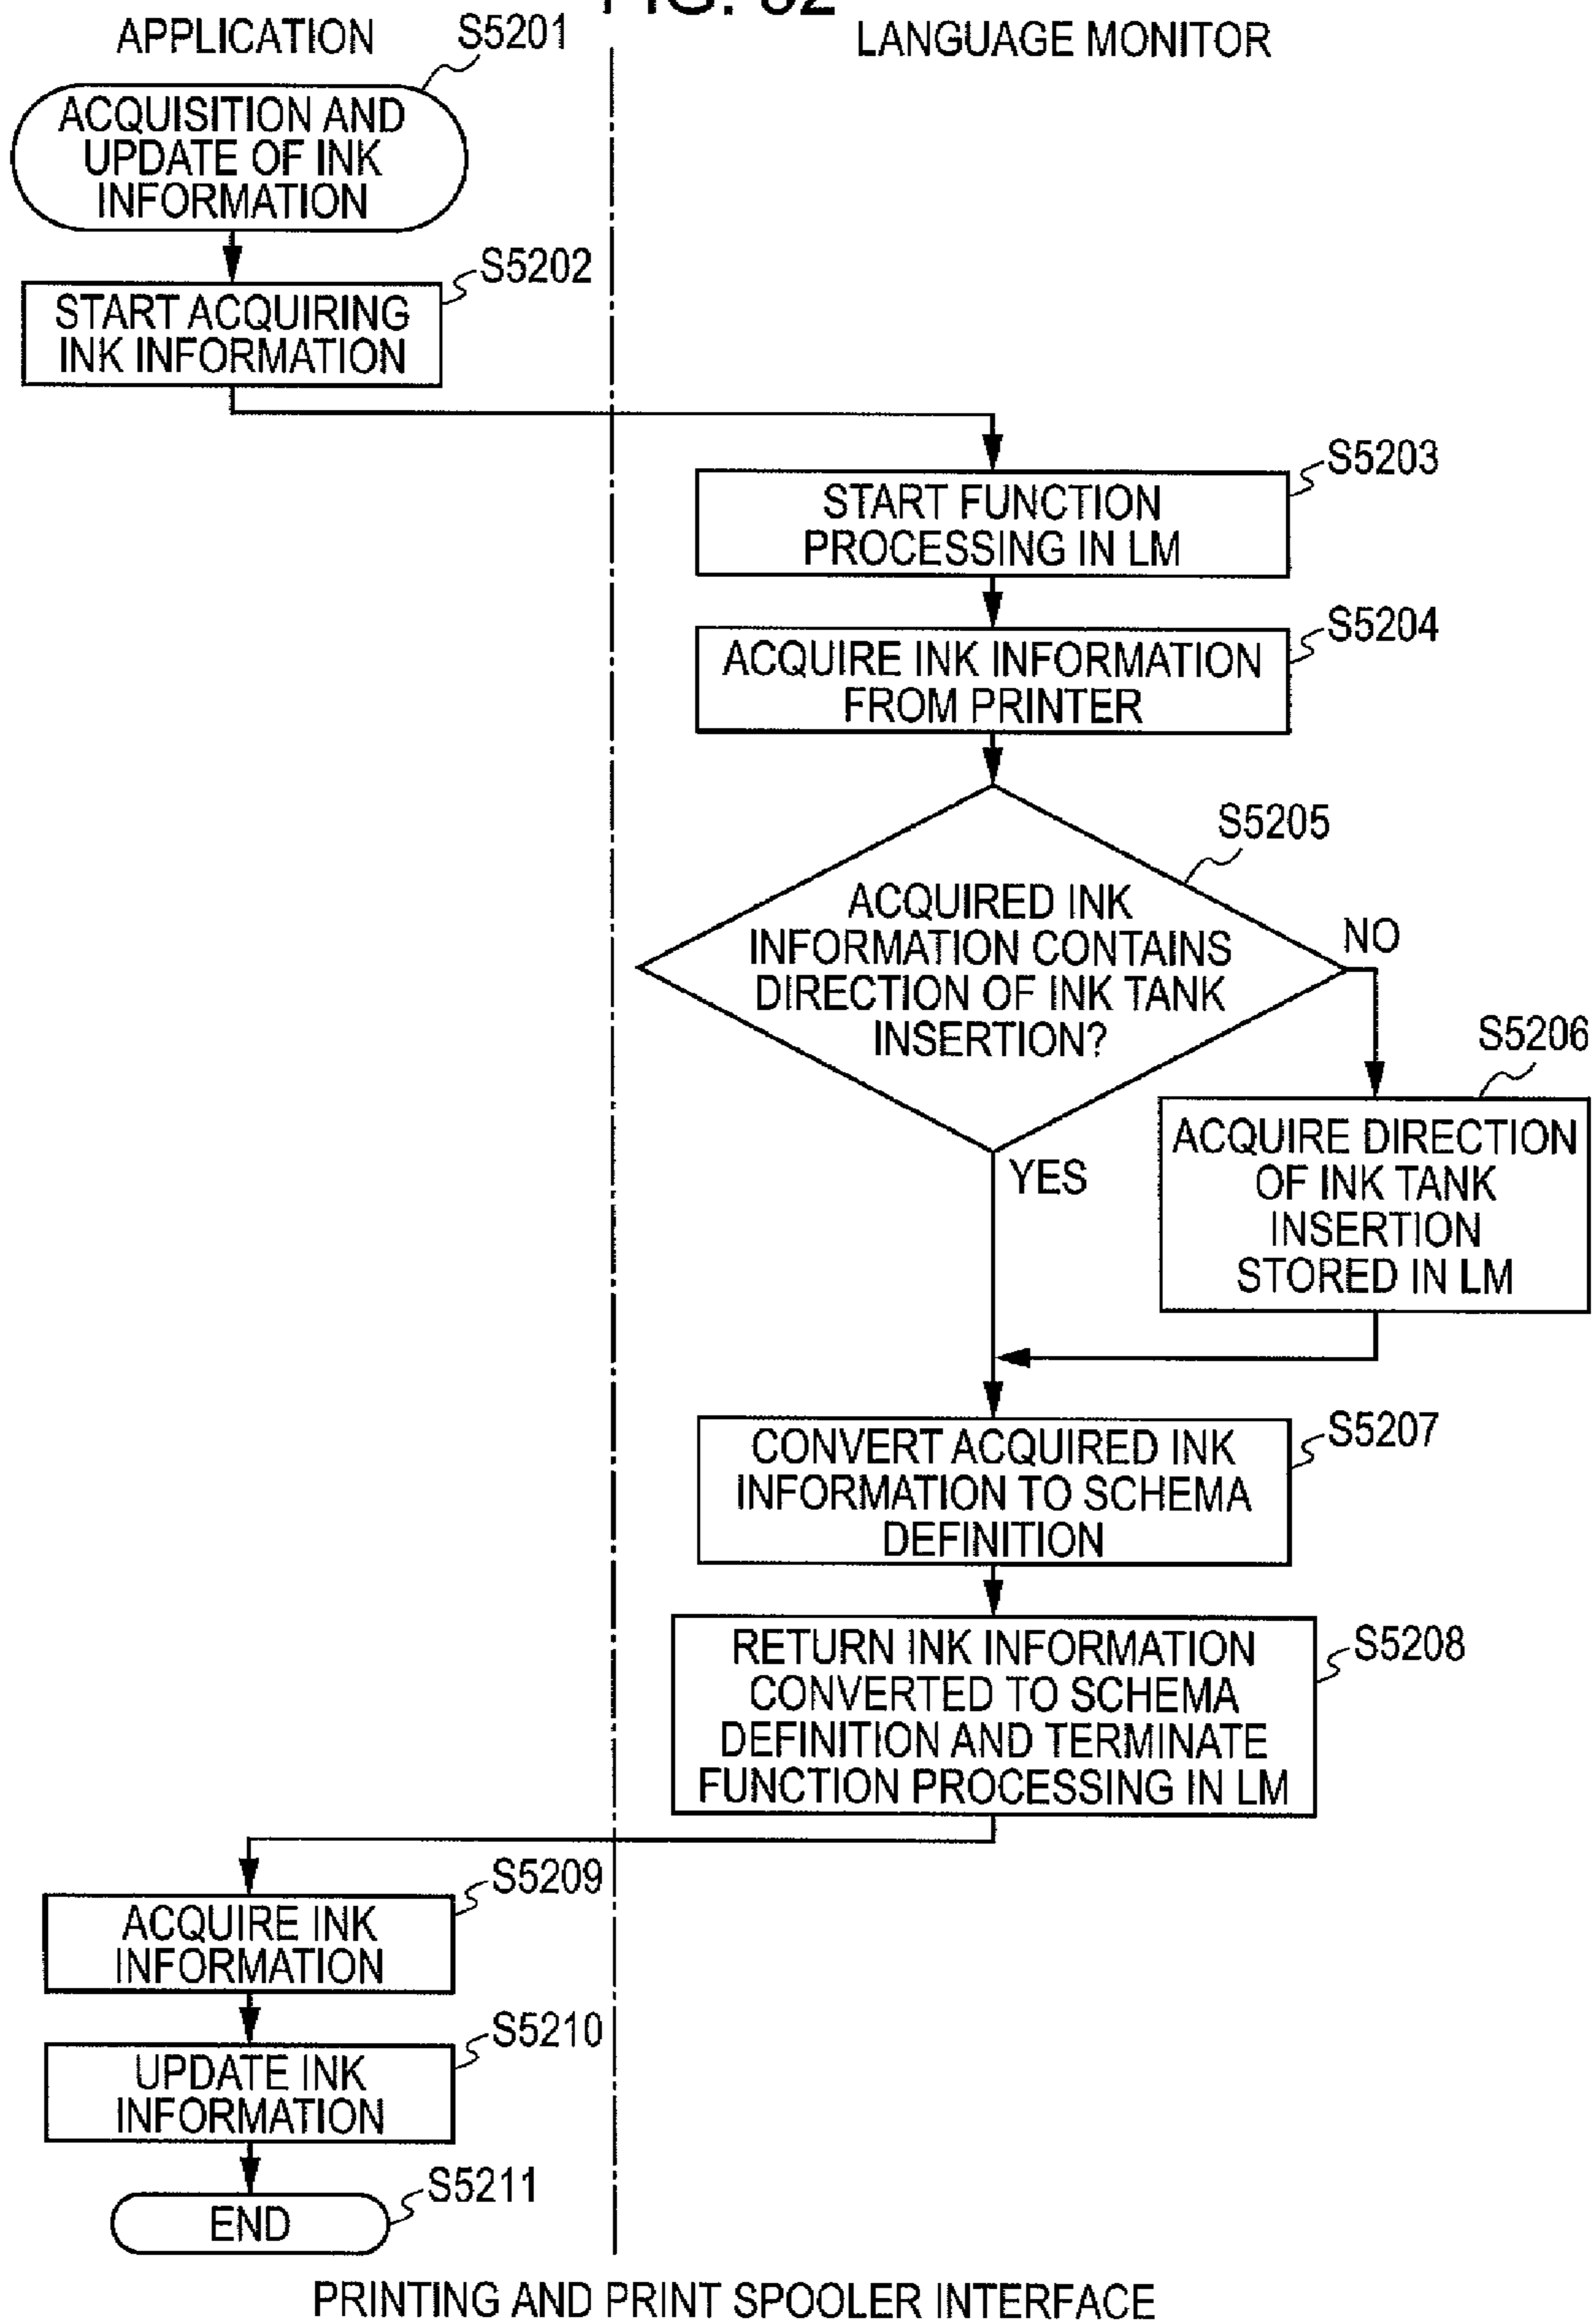 APPLICATION
S5201
LANGUAGE MONITOR
ACQUISITION AND
UPDATE OF INK
INFORMATION
S5202
START ACQUIRING
INK INFORMATION
S5203
START FUNCTION
PROCESSING IN LM
S5204
ACQUIRE INK INFORMATION
FROM PRINTER
S5205
ACQUIRED INK
INFORMATION CONTAINS
DIRECTION OF INK TANK
INSERTION?
NO
YES
S5206
ACQUIRE DIRECTION
OF INK TANK
INSERTION
STORED IN LM
S5207
CONVERT ACQUIRED INK
INFORMATION TO SCHEMA
DEFINITION
S5208
RETURN INK INFORMATION
CONVERTED TO SCHEMA
DEFINITION AND TERMINATE
FUNCTION PROCESSING IN LM
S5209
ACQUIRE INK
INFORMATION
S5210
UPDATE INK
INFORMATION
S5211
END
PRINTING AND PRINT SPOOLER INTERFACE